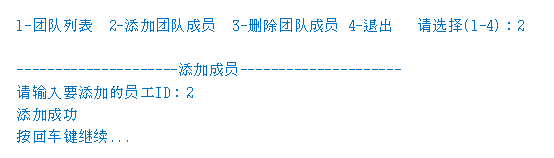 1-团队列表  2-添加团队成员  3-删除团队成员 4-退出   请选择(1-4)：2
---------------------添加成员---------------------
请输入要添加的员工ID：2
添加成功
按回车键继续...